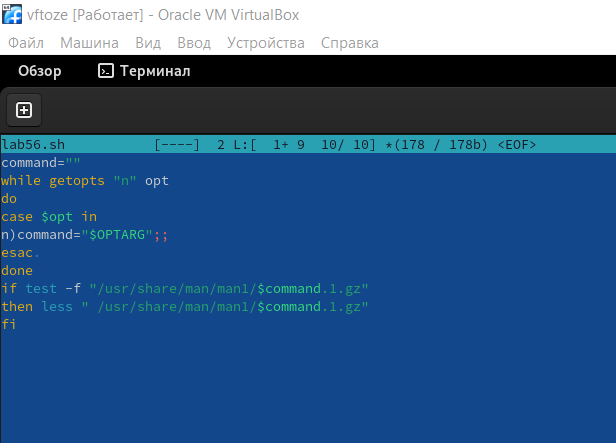 vftoze [Работает] - Oracle VM VirtualBox
Файл Машина Вид Ввод Устройства Справка
Обзор Терминал
lab56.sh [----] 2 L:[ 1+ 9 10/ 10] *(178 / 178b) <EOF>
command=""
while getopts "n" opt
do
case $opt in
n)command="$OPTARG";;
esac.
done
if test -f "/usr/share/man/man1/$command.1.gz"
then less " /usr/share/man/man1/$command.1.gz"
fi